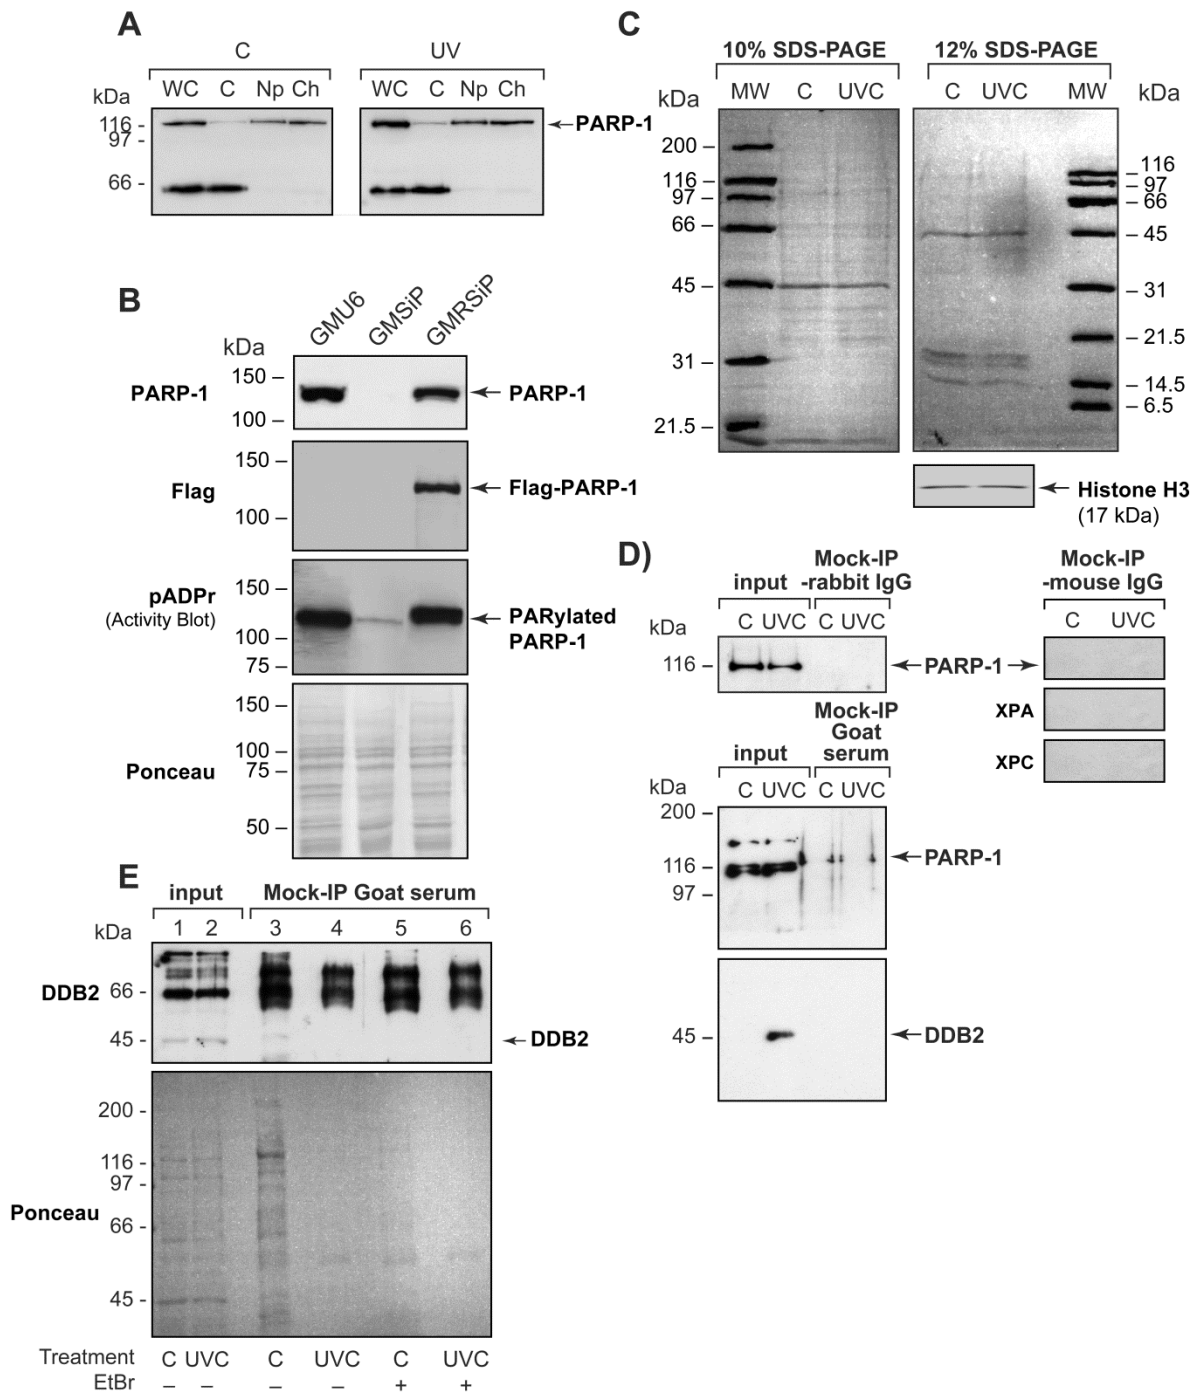 A
C
UV
kDa
WC C Np Ch
WC C Np Ch
116 -
97 -
66 -
←PARP-1
B
GMU6
GMSiP
GMRSiP
kDa
PARP-1
150 –
100 –
← PARP-1
Flag
150 –
100 –
← Flag-PARP-1
pADPr
(Activity Blot)
150 –
100 –
75 –
← PARylated
PARP-1
Ponceau
150 –
100 –
75 –
50 –
C
10% SDS-PAGE
12% SDS-PAGE
kDa
MW C UVC
C UVC MW
kDa
200 –
116 –
97 –
66 –
45 –
31 –
21.5 –
– 116
– 97
– 66
– 45
– 31
– 21.5
– 14.5
– 6.5
← Histone H3
(17 kDa)
D)
input
Mock-IP
-rabbit IgG
Mock-IP
-mouse IgG
kDa
C UVC C UVC
C UVC
116 –
← PARP-1 →
XPA
XPC
input
Mock-IP
Goat
serum
kDa
C UVC C UVC
200 –
116 –
97 –
← PARP-1
45 –
← DDB2
E
input
Mock-IP Goat serum
kDa
1 2 3 4 5 6
DDB2
66 -
45 -
← DDB2
Ponceau
200 -
116 -
97 -
66 -
45 -
Treatment C UVC C UVC C UVC
EtBr – – – – + +